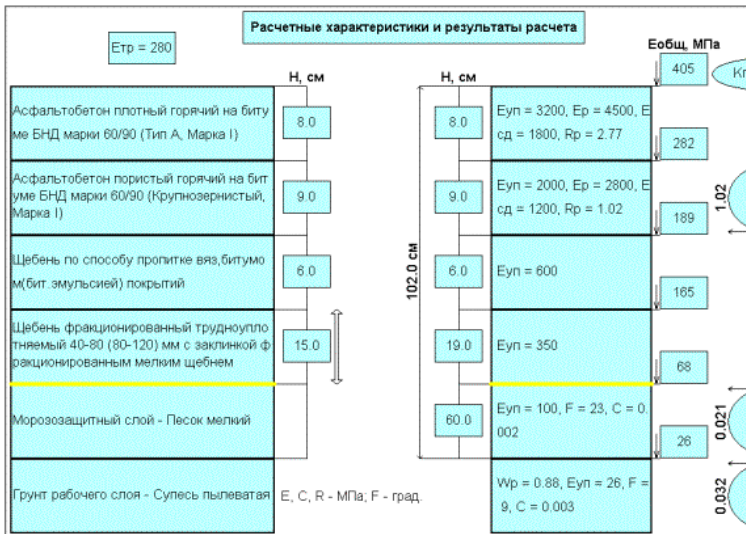 Расчетные характеристики и результаты расчета
Етр = 280
Еобщ, МПа
405
Н, см
Н, см
Асфальтобетон плотный горячий на биту
ме БНД марки 60/90 (Тип А, Марка I)
8.0
8.0
Еуп = 3200, Ер = 4500, Е
сд = 1800, Rp = 2.77
282
Асфальтобетон пористый горячий на бит
уме БНД марки 60/90 (Крупнозернистый,
Марка I)
9.0
9.0
Еуп = 2000, Ер = 2800, Е
сд = 1200, Rp = 1.02
189
1.02
Щебень по способу пропитке вяз,битумо
м(бит.эмульсией) покрытий
6.0
102.0 см
6.0
Еуп = 600
165
Щебень фракционированный трудноупло
тняемый 40-80 (80-120) мм с заклинкой ф
ракционированным мелким щебнем
15.0
19.0
Еуп = 350
68
Морозозащитный слой - Песок мелкий
60.0
Еуп = 100, F = 23, С = 0.
002
26
0.021
Грунт рабочего слоя - Супесь пылеватая
Е, С, R - МПа; F - град.
Wp = 0.88, Еуп = 26, F =
9, С = 0.003
0.032